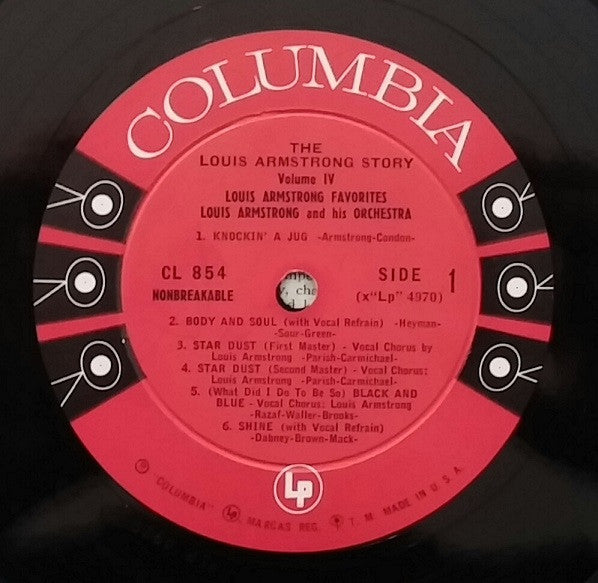 COLUMBIA
THE
LOUIS ARMSTRONG STORY
Volume IV
LOUIS ARMSTRONG FAVORITES
LOUIS ARMSTRONG and his ORCHESTRA
1. KNOCKIN' A JUG -Armstrong-Condon-
CL 854
NONBREAKABLE
SIDE 1
(x"Lp" 4970)
2. BODY AND SOUL (with Vocal Refrain) -Heyman-
-Sour-Green-
3. STAR DUST (First Master) - Vocal Chorus by
Louis Armstrong -Parish-Carmichael-
4. STAR DUST (Second Master) - Vocal Chorus:
Louis Armstrong -Parish-Carmichael-
5. (What Did I Do To Be So) BLACK AND
BLUE - Vocal Chorus: Louis Armstrong
-Razaf-Waller-Brooks-
6. SHINE (with Vocal Refrain)
-Dabney-Brown-Mack-
Lp
"COLUMBIA" MARCAS REG. T. M. MADE IN U.S.A.